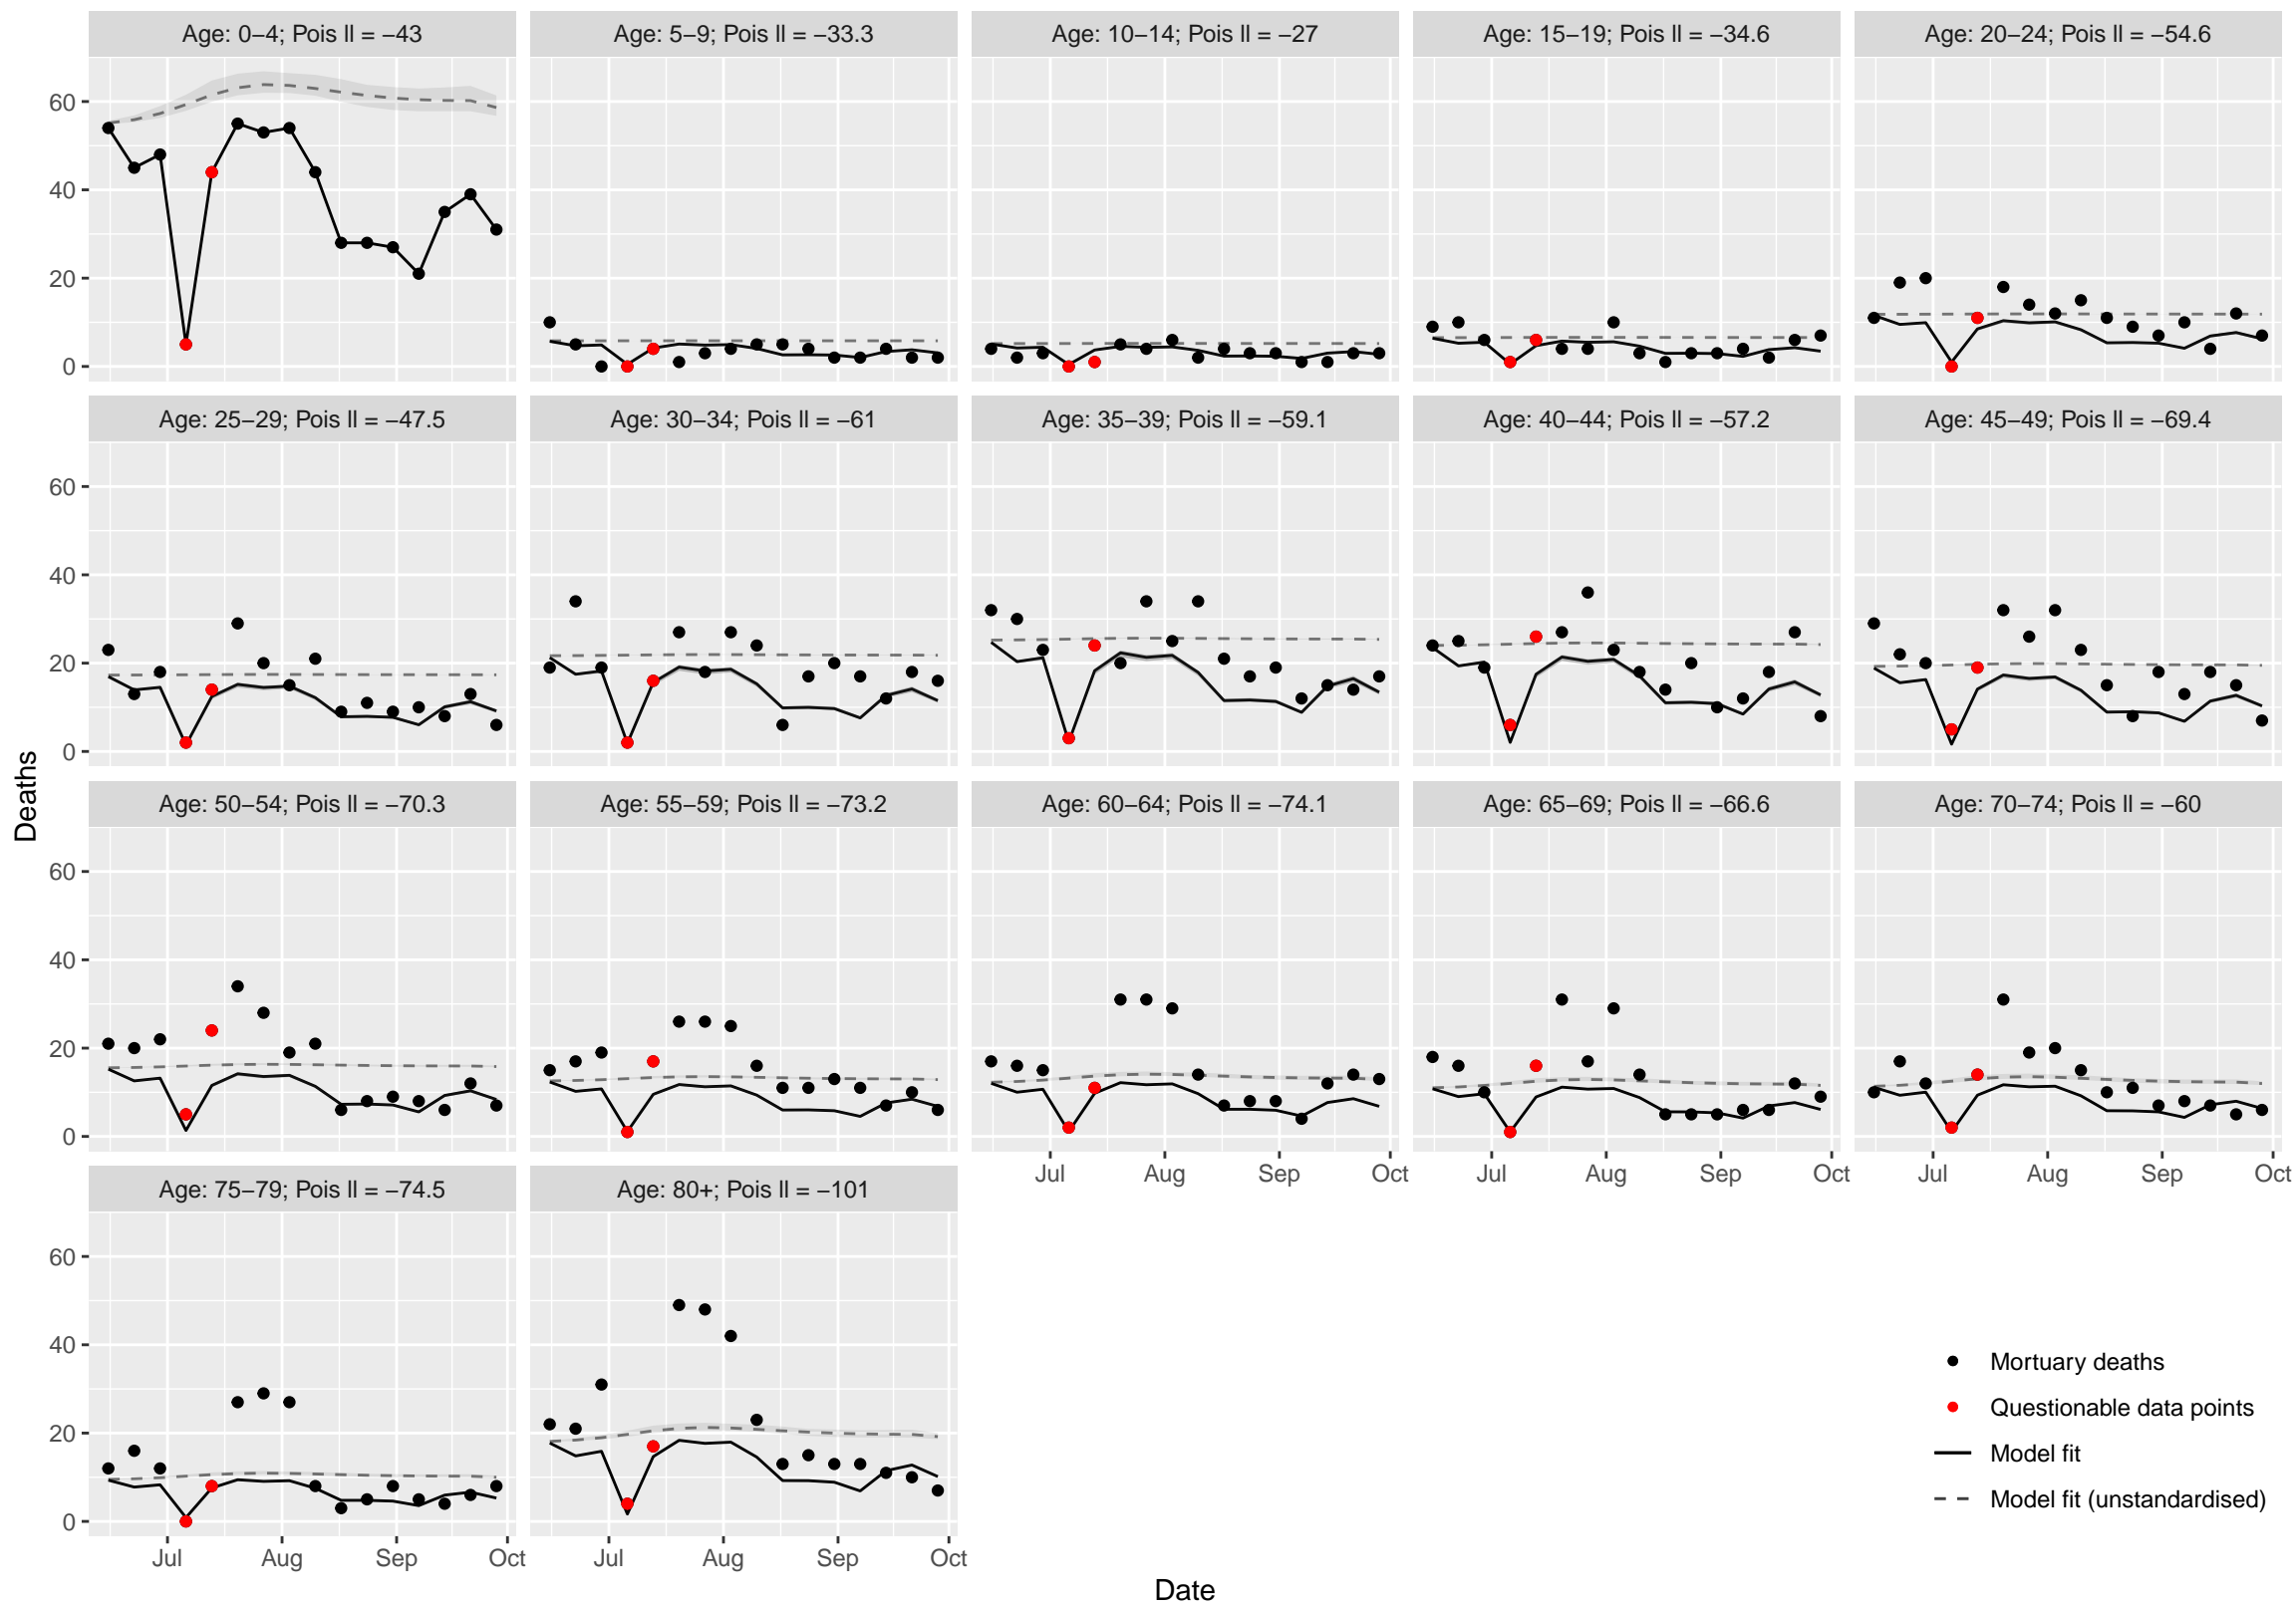 Age: 0−4; Pois ll = −43
Age: 5−9; Pois ll = −33.3
Age: 10−14; Pois ll = −27
Age: 15−19; Pois ll = −34.6
Age: 20−24; Pois ll = −54.6
60
40
20
0
Age: 25−29; Pois ll = −47.5
Age: 30−34; Pois ll = −61
Age: 35−39; Pois ll = −59.1
Age: 40−44; Pois ll = −57.2
Age: 45−49; Pois ll = −69.4
60
40
20
0
Deaths
Age: 50−54; Pois ll = −70.3
Age: 55−59; Pois ll = −73.2
Age: 60−64; Pois ll = −74.1
Age: 65−69; Pois ll = −66.6
Age: 70−74; Pois ll = −60
60
40
20
0
Jul Aug Sep Oct
Jul Aug Sep Oct
Jul Aug Sep Oct
Age: 75−79; Pois ll = −74.5
Age: 80+; Pois ll = −101
60
40
20
0
Jul Aug Sep Oct
Jul Aug Sep Oct
Mortuary deaths
Questionable data points
Model fit
Model fit (unstandardised)
Date